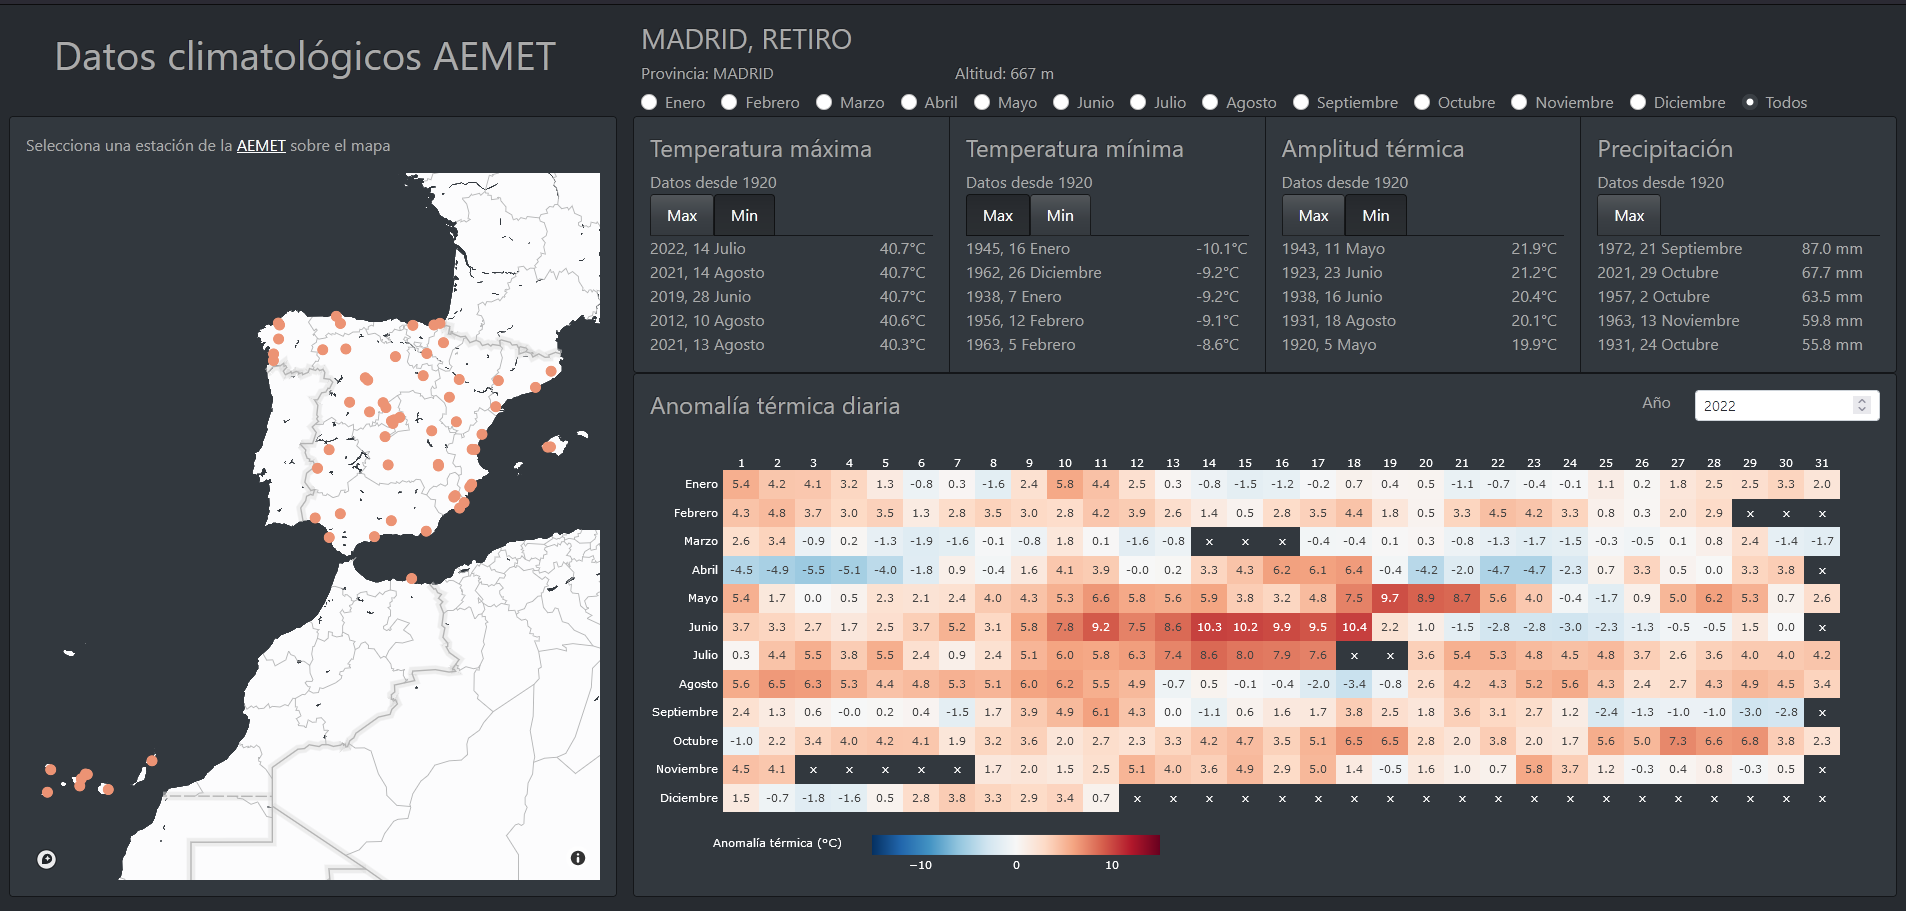 Datos climatológicos AEMET
Selecciona una estación de la AEMET sobre el mapa
MADRID, RETIRO
Provincia: MADRID Altitud: 667 m
Enero Febrero Marzo Abril Mayo Junio Julio Agosto Septiembre Octubre Noviembre Diciembre Todos
Temperatura máxima
Datos desde 1920
Max Min
2022, 14 Julio 40.7°C
2021, 14 Agosto 40.7°C
2019, 28 Junio 40.7°C
2012, 10 Agosto 40.6°C
2021, 13 Agosto 40.3°C
Temperatura mínima
Datos desde 1920
Max Min
1945, 16 Enero -10.1°C
1962, 26 Diciembre -9.2°C
1938, 7 Enero -9.2°C
1956, 12 Febrero -9.1°C
1963, 5 Febrero -8.6°C
Amplitud térmica
Datos desde 1920
Max Min
1943, 11 Mayo 21.9°C
1923, 23 Junio 21.2°C
1938, 16 Junio 20.4°C
1931, 18 Agosto 20.1°C
1920, 5 Mayo 19.9°C
Precipitación
Datos desde 1920
Max
1972, 21 Septiembre 87.0 mm
2021, 29 Octubre 67.7 mm
1957, 2 Octubre 63.5 mm
1963, 13 Noviembre 59.8 mm
1931, 24 Octubre 55.8 mm
Anomalía térmica diaria
Año 2022
1 2 3 4 5 6 7 8 9 10 11 12 13 14 15 16 17 18 19 20 21 22 23 24 25 26 27 28 29 30 31
Enero 5.4 4.2 4.1 3.2 1.3 -0.8 0.3 -1.6 2.4 5.8 4.4 2.5 0.3 -0.8 -1.5 -1.2 -0.2 0.7 0.4 0.5 -1.1 -0.7 -0.4 -0.1 1.1 0.2 1.8 2.5 2.5 3.3 2.0
Febrero 4.3 4.8 3.7 3.0 3.5 1.3 2.8 3.5 3.0 2.8 4.2 3.9 2.6 1.4 0.5 2.8 3.5 4.4 1.8 0.5 3.3 4.5 4.2 3.3 0.8 0.3 2.0 2.9 x x x
Marzo 2.6 3.4 -0.9 0.2 -1.3 -1.9 -1.6 -0.1 -0.8 1.8 0.1 -1.6 -0.8 x x x -0.4 -0.4 0.1 0.3 -0.8 -1.3 -1.7 -1.5 -0.3 -0.5 0.1 0.8 2.4 -1.4 -1.7
Abril -4.5 -4.9 -5.5 -5.1 -4.0 -1.8 0.9 -0.4 1.6 4.1 3.9 -0.0 0.2 3.3 4.3 6.2 6.1 6.4 -0.4 -4.2 -2.0 -4.7 -4.7 -2.3 0.7 3.3 0.5 0.0 3.3 3.8 x
Mayo 5.4 1.7 0.0 0.5 2.3 2.1 2.4 4.0 4.3 5.3 6.6 5.8 5.6 5.9 3.8 3.2 4.8 7.5 9.7 8.9 8.7 5.6 4.0 -0.4 -1.7 0.9 5.0 6.2 5.3 0.7 2.6
Junio 3.7 3.3 2.7 1.7 2.5 3.7 5.2 3.1 5.8 7.8 9.2 7.5 8.6 10.3 10.2 9.9 9.5 10.4 2.2 1.0 -1.5 -2.8 -2.8 -3.0 -2.3 -1.3 -0.5 -0.5 1.5 0.0 x
Julio 0.3 4.4 5.5 3.8 5.5 2.4 0.9 2.4 5.1 6.0 5.8 6.3 7.4 8.6 8.0 7.9 7.6 x x 3.6 5.4 5.3 4.8 4.5 4.8 3.7 2.6 3.6 4.0 4.0 4.2
Agosto 5.6 6.5 6.3 5.3 4.4 4.8 5.3 5.1 6.0 6.2 5.5 4.9 -0.7 0.5 -0.1 -0.4 -2.0 -3.4 -0.8 2.6 4.2 4.3 5.2 5.6 4.3 2.4 2.7 4.3 4.9 4.5 3.4
Septiembre 2.4 1.3 0.6 -0.0 0.2 0.4 -1.5 1.7 3.9 4.9 6.1 4.3 0.0 -1.1 0.6 1.6 1.7 3.8 2.5 1.8 3.6 3.1 2.7 1.2 -2.4 -1.3 -1.0 -1.0 -3.0 -2.8 x
Octubre -1.0 2.2 3.4 4.0 4.2 4.1 1.9 3.2 3.6 2.0 2.7 2.3 3.3 4.2 4.7 3.5 5.1 6.5 6.5 2.8 2.0 3.8 2.0 1.7 5.6 5.0 7.3 6.6 6.8 3.8 2.3
Noviembre 4.5 4.1 x x x x x 1.7 2.0 1.5 2.5 5.1 4.0 3.6 4.9 2.9 5.0 1.4 -0.5 1.6 1.0 0.7 5.8 3.7 1.2 -0.3 0.4 0.8 -0.3 0.5 x
Diciembre 1.5 -0.7 -1.8 -1.6 0.5 2.8 3.8 3.3 2.9 3.4 0.7 x x x x x x x x x x x x x x x x x x x x
Anomalía térmica (°C)
−10 0 10